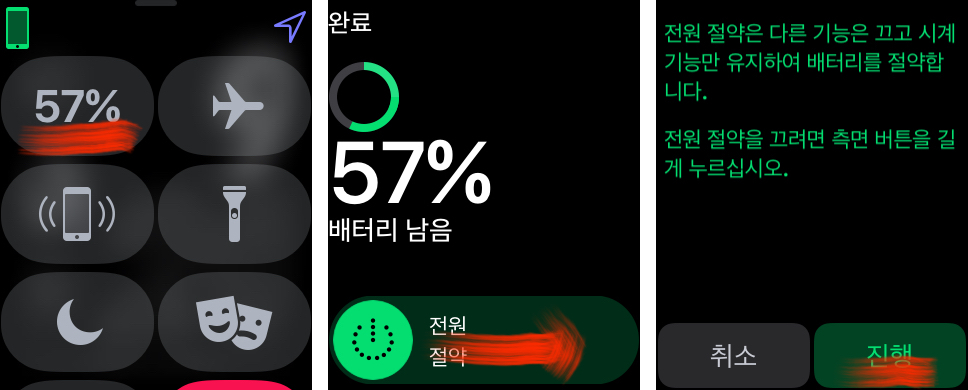 57%
완료
57%
배터리 남음
전원
절약
전원 절약은 다른 기능은 끄고 시계
기능만 유지하여 배터리를 절약합
니다.
전원 절약을 끄려면 측면 버튼을 길
게 누르십시오.
취소
진행